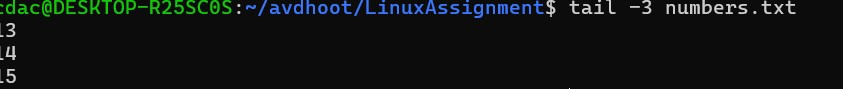 cdac@DESKTOP-R25SC0S:~/avdhoot/LinuxAssignment$ tail -3 numbers.txt
13
14
15